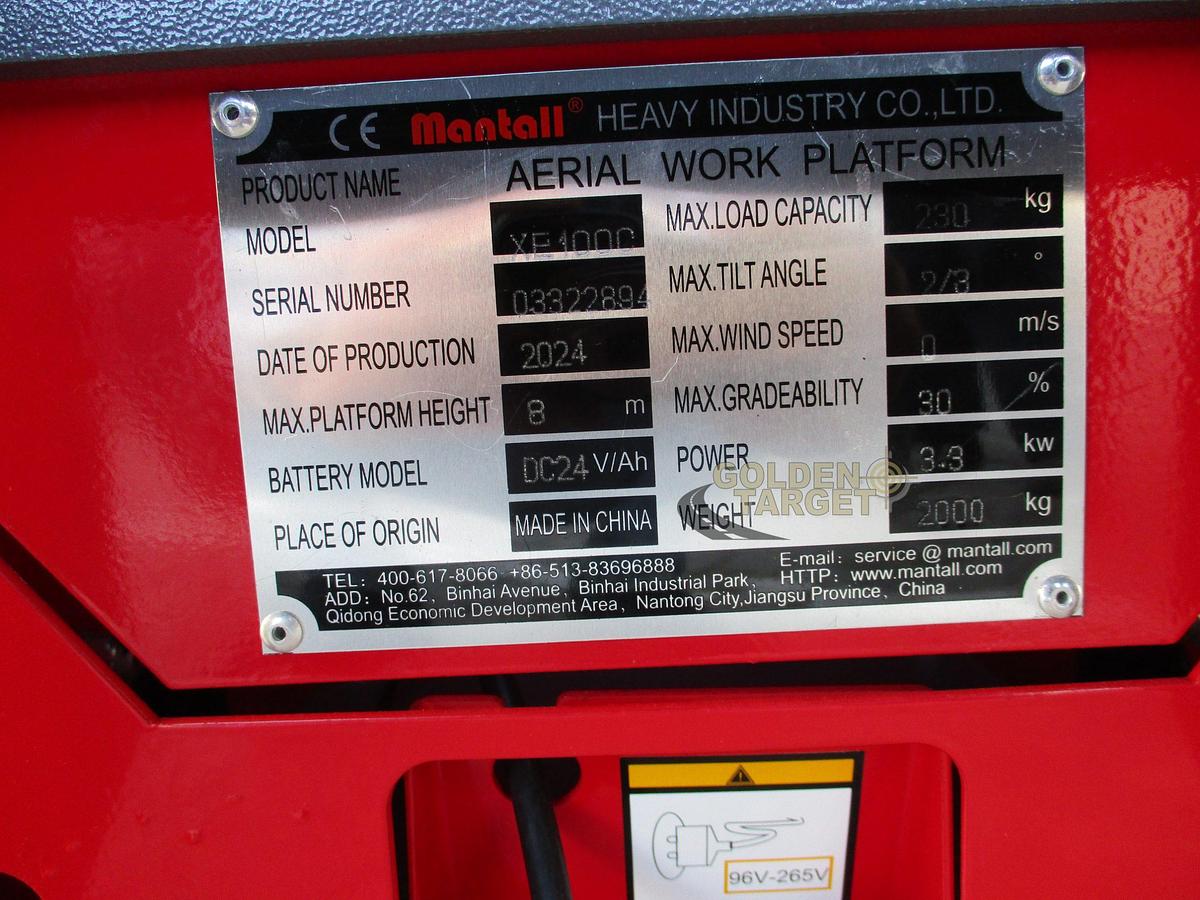 CE Mantall® HEAVY INDUSTRY CO.,LTD.
PRODUCT NAME AERIAL WORK PLATFORM
MODEL XE100C MAX.LOAD CAPACITY 230 kg
SERIAL NUMBER 03322894 MAX.TILT ANGLE 2/3 °
DATE OF PRODUCTION 2024 MAX.WIND SPEED 0 m/s
MAX.PLATFORM HEIGHT 8 m MAX.GRADEABILITY 30 %
BATTERY MODEL DC24 V/Ah POWER 3.3 kw
PLACE OF ORIGIN MADE IN CHINA WEIGHT 2000 kg
GOLDEN
TARGET
TEL: 400-617-8066 +86-513-83696888 E-mail: service @ mantall.com
ADD: No.62, Binhai Avenue, Binhai Industrial Park, HTTP: www.mantall.com
Qidong Economic Development Area, Nantong City,Jiangsu Province, China
96V-265V